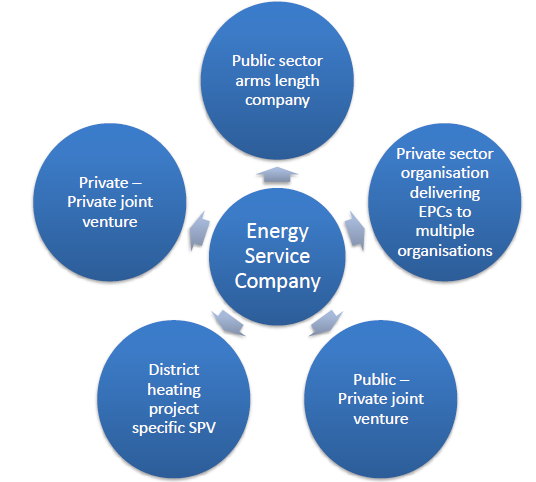 Public sector
arms length
company
Private sector
organisation
delivering
EPCs to
multiple
organisations
Public –
Private joint
venture
District
heating
project
specific SPV
Private –
Private joint
venture
Energy
Service
Company